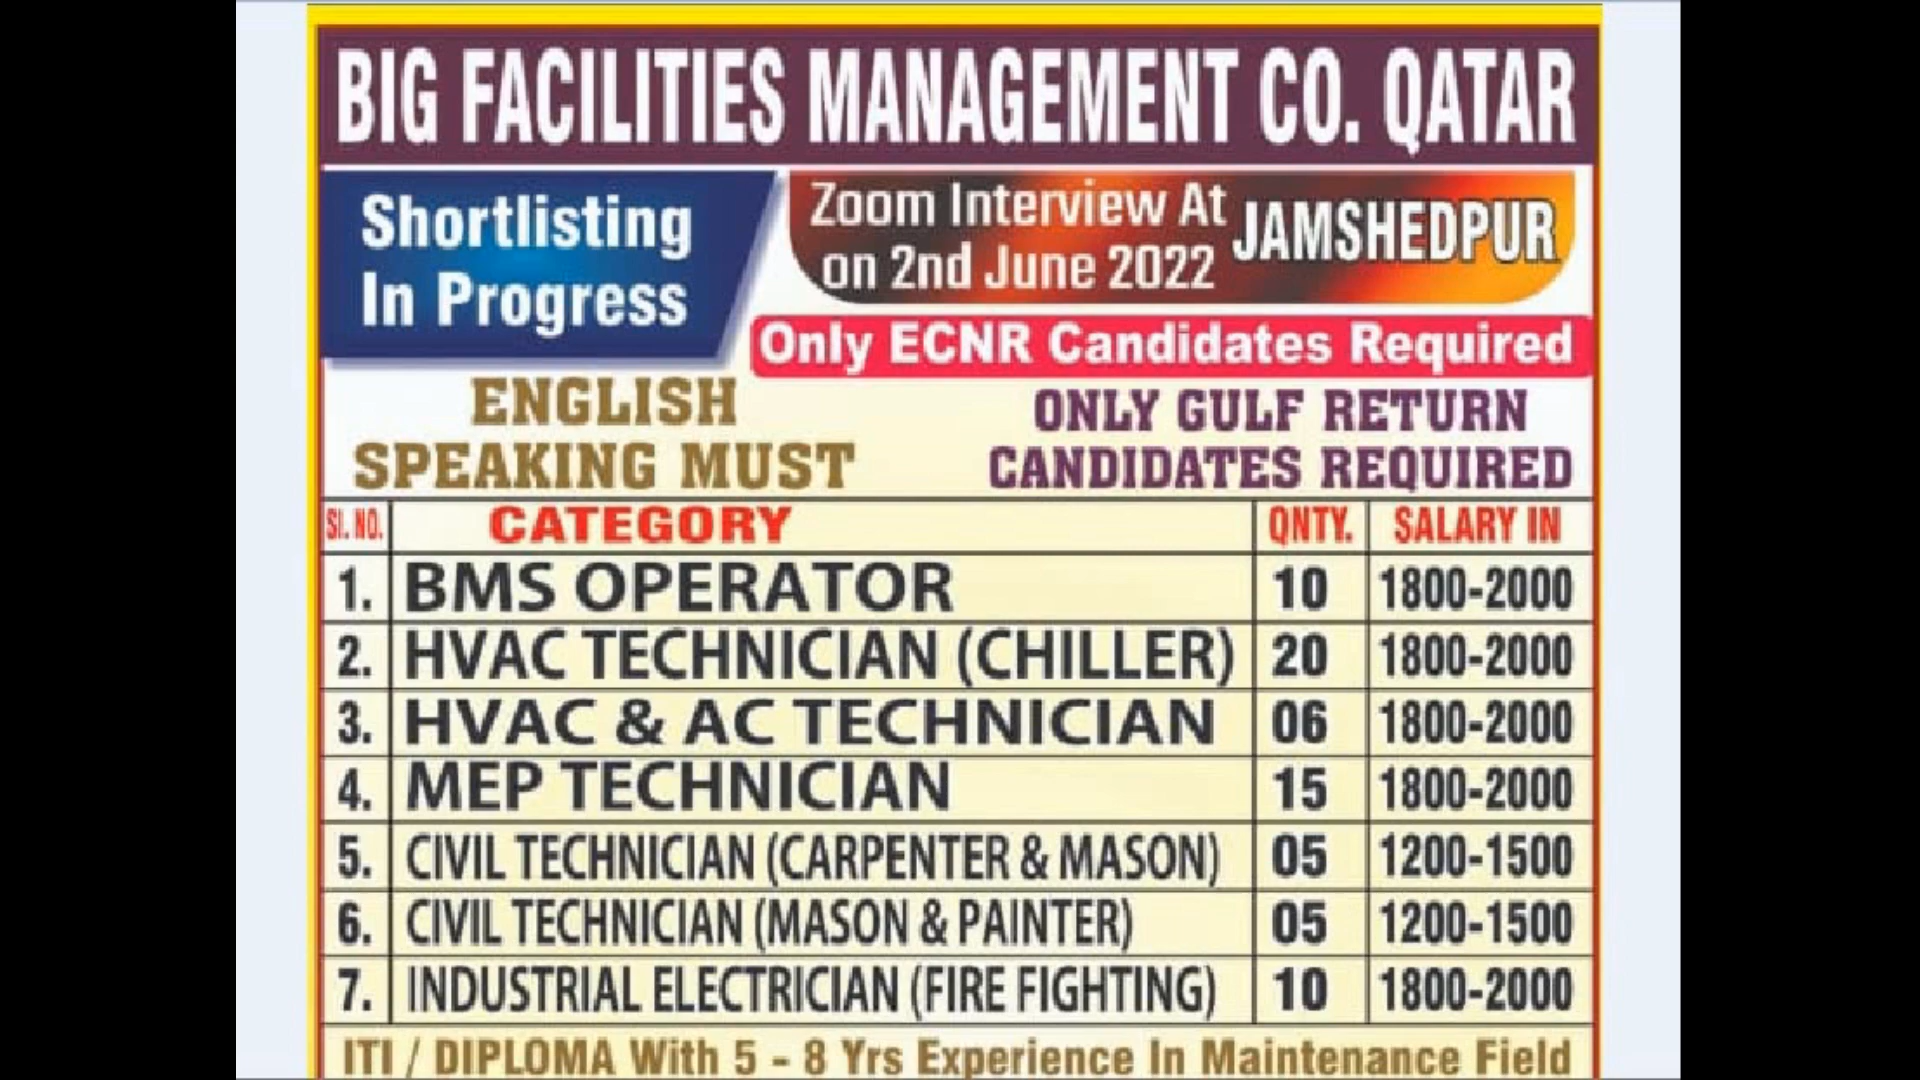 BIG FACILITIES MANAGEMENT CO. QATAR
Shortlisting
In Progress
Zoom Interview At
on 2nd June 2022
JAMSHEDPUR
Only ECNR Candidates Required
ENGLISH
SPEAKING MUST
ONLY GULF RETURN
CANDIDATES REQUIRED
SI. NO. CATEGORY QNTY. SALARY IN
1. BMS OPERATOR 10 1800-2000
2. HVAC TECHNICIAN (CHILLER) 20 1800-2000
3. HVAC & AC TECHNICIAN 06 1800-2000
4. MEP TECHNICIAN 15 1800-2000
5. CIVIL TECHNICIAN (CARPENTER & MASON) 05 1200-1500
6. CIVIL TECHNICIAN (MASON & PAINTER) 05 1200-1500
7. INDUSTRIAL ELECTRICIAN (FIRE FIGHTING) 10 1800-2000
ITI / DIPLOMA With 5 - 8 Yrs Experience In Maintenance Field